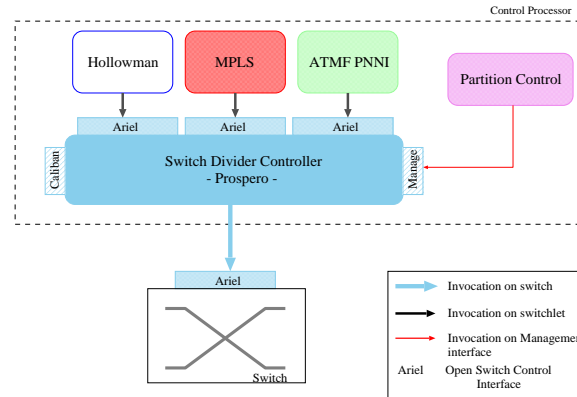 Control Processor
Hollowman
MPLS
ATMF PNNI
Partition Control
Ariel
Ariel
Ariel
Caliban
Switch Divider Controller
- Prospero -
Manage
Ariel
Switch
Invocation on switch
Invocation on switchlet
Invocation on Management
interface
Ariel Open Switch Control
Interface